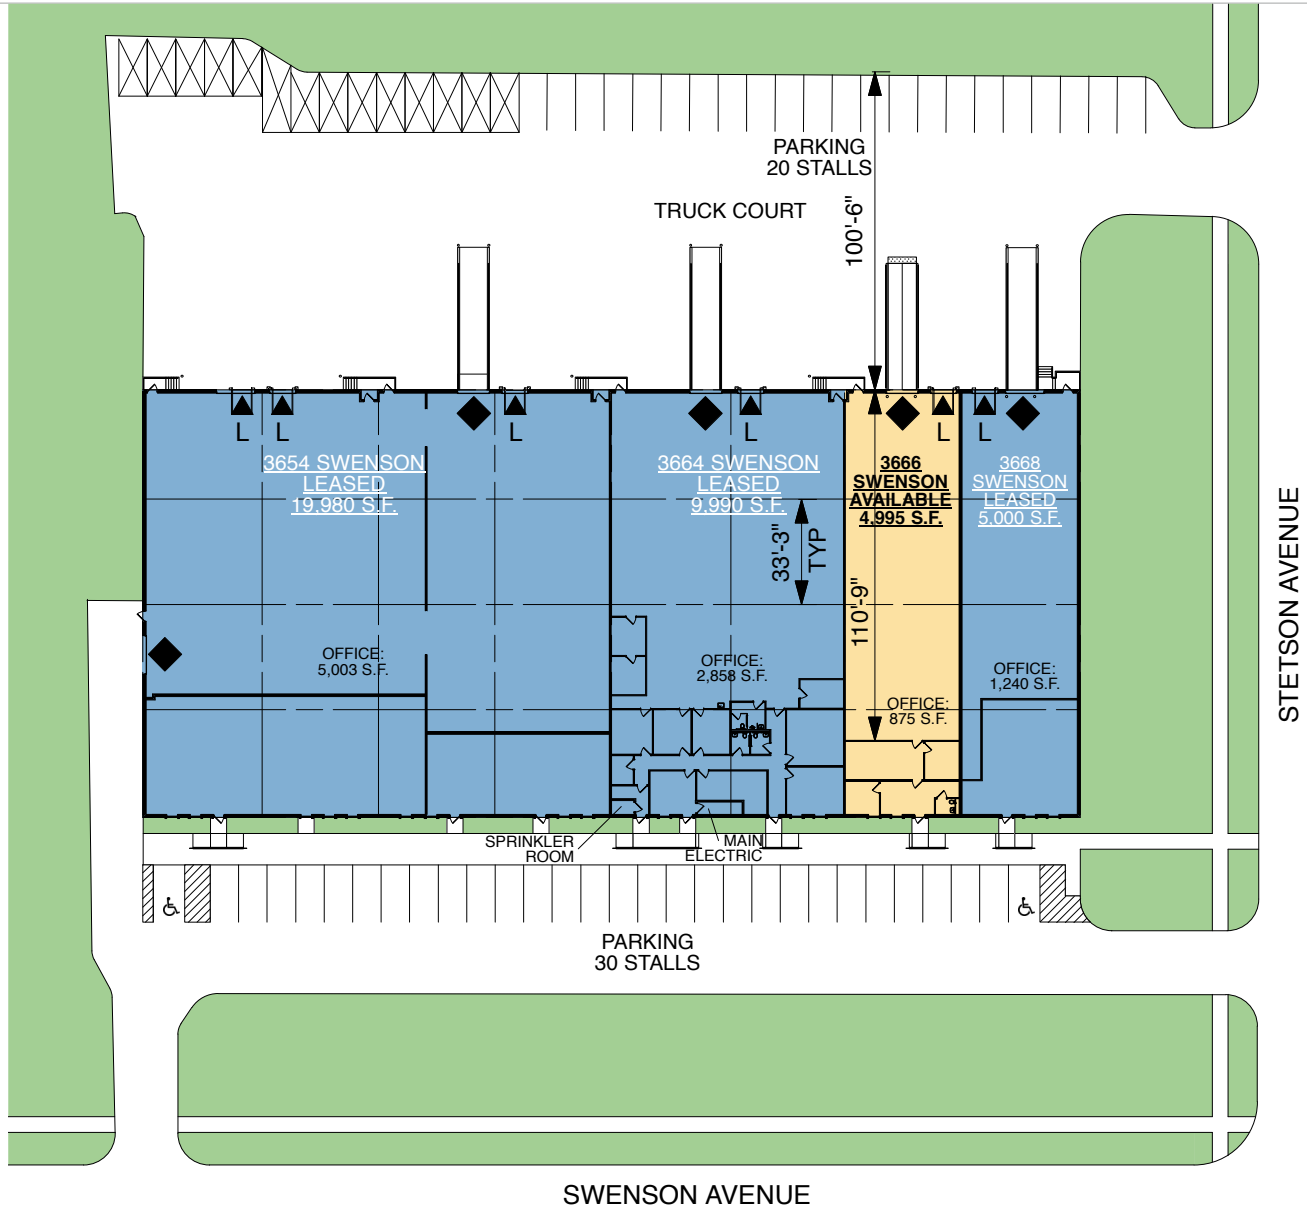 PARKING
20 STALLS
TRUCK COURT
100'-6"
L
L
L
L
L
L
3654 SWENSON
LEASED
19,980 S.F.
3664 SWENSON
LEASED
9,990 S.F.
3666
SWENSON
AVAILABLE
4,995 S.F.
3668
SWENSON
LEASED
5,000 S.F.
33'-3"
TYP
110'-9"
STETSON AVENUE
OFFICE:
5,003 S.F.
OFFICE:
2,858 S.F.
OFFICE:
875 S.F.
OFFICE:
1,240 S.F.
SPRINKLER
ROOM
MAIN
ELECTRIC
PARKING
30 STALLS
SWENSON AVENUE